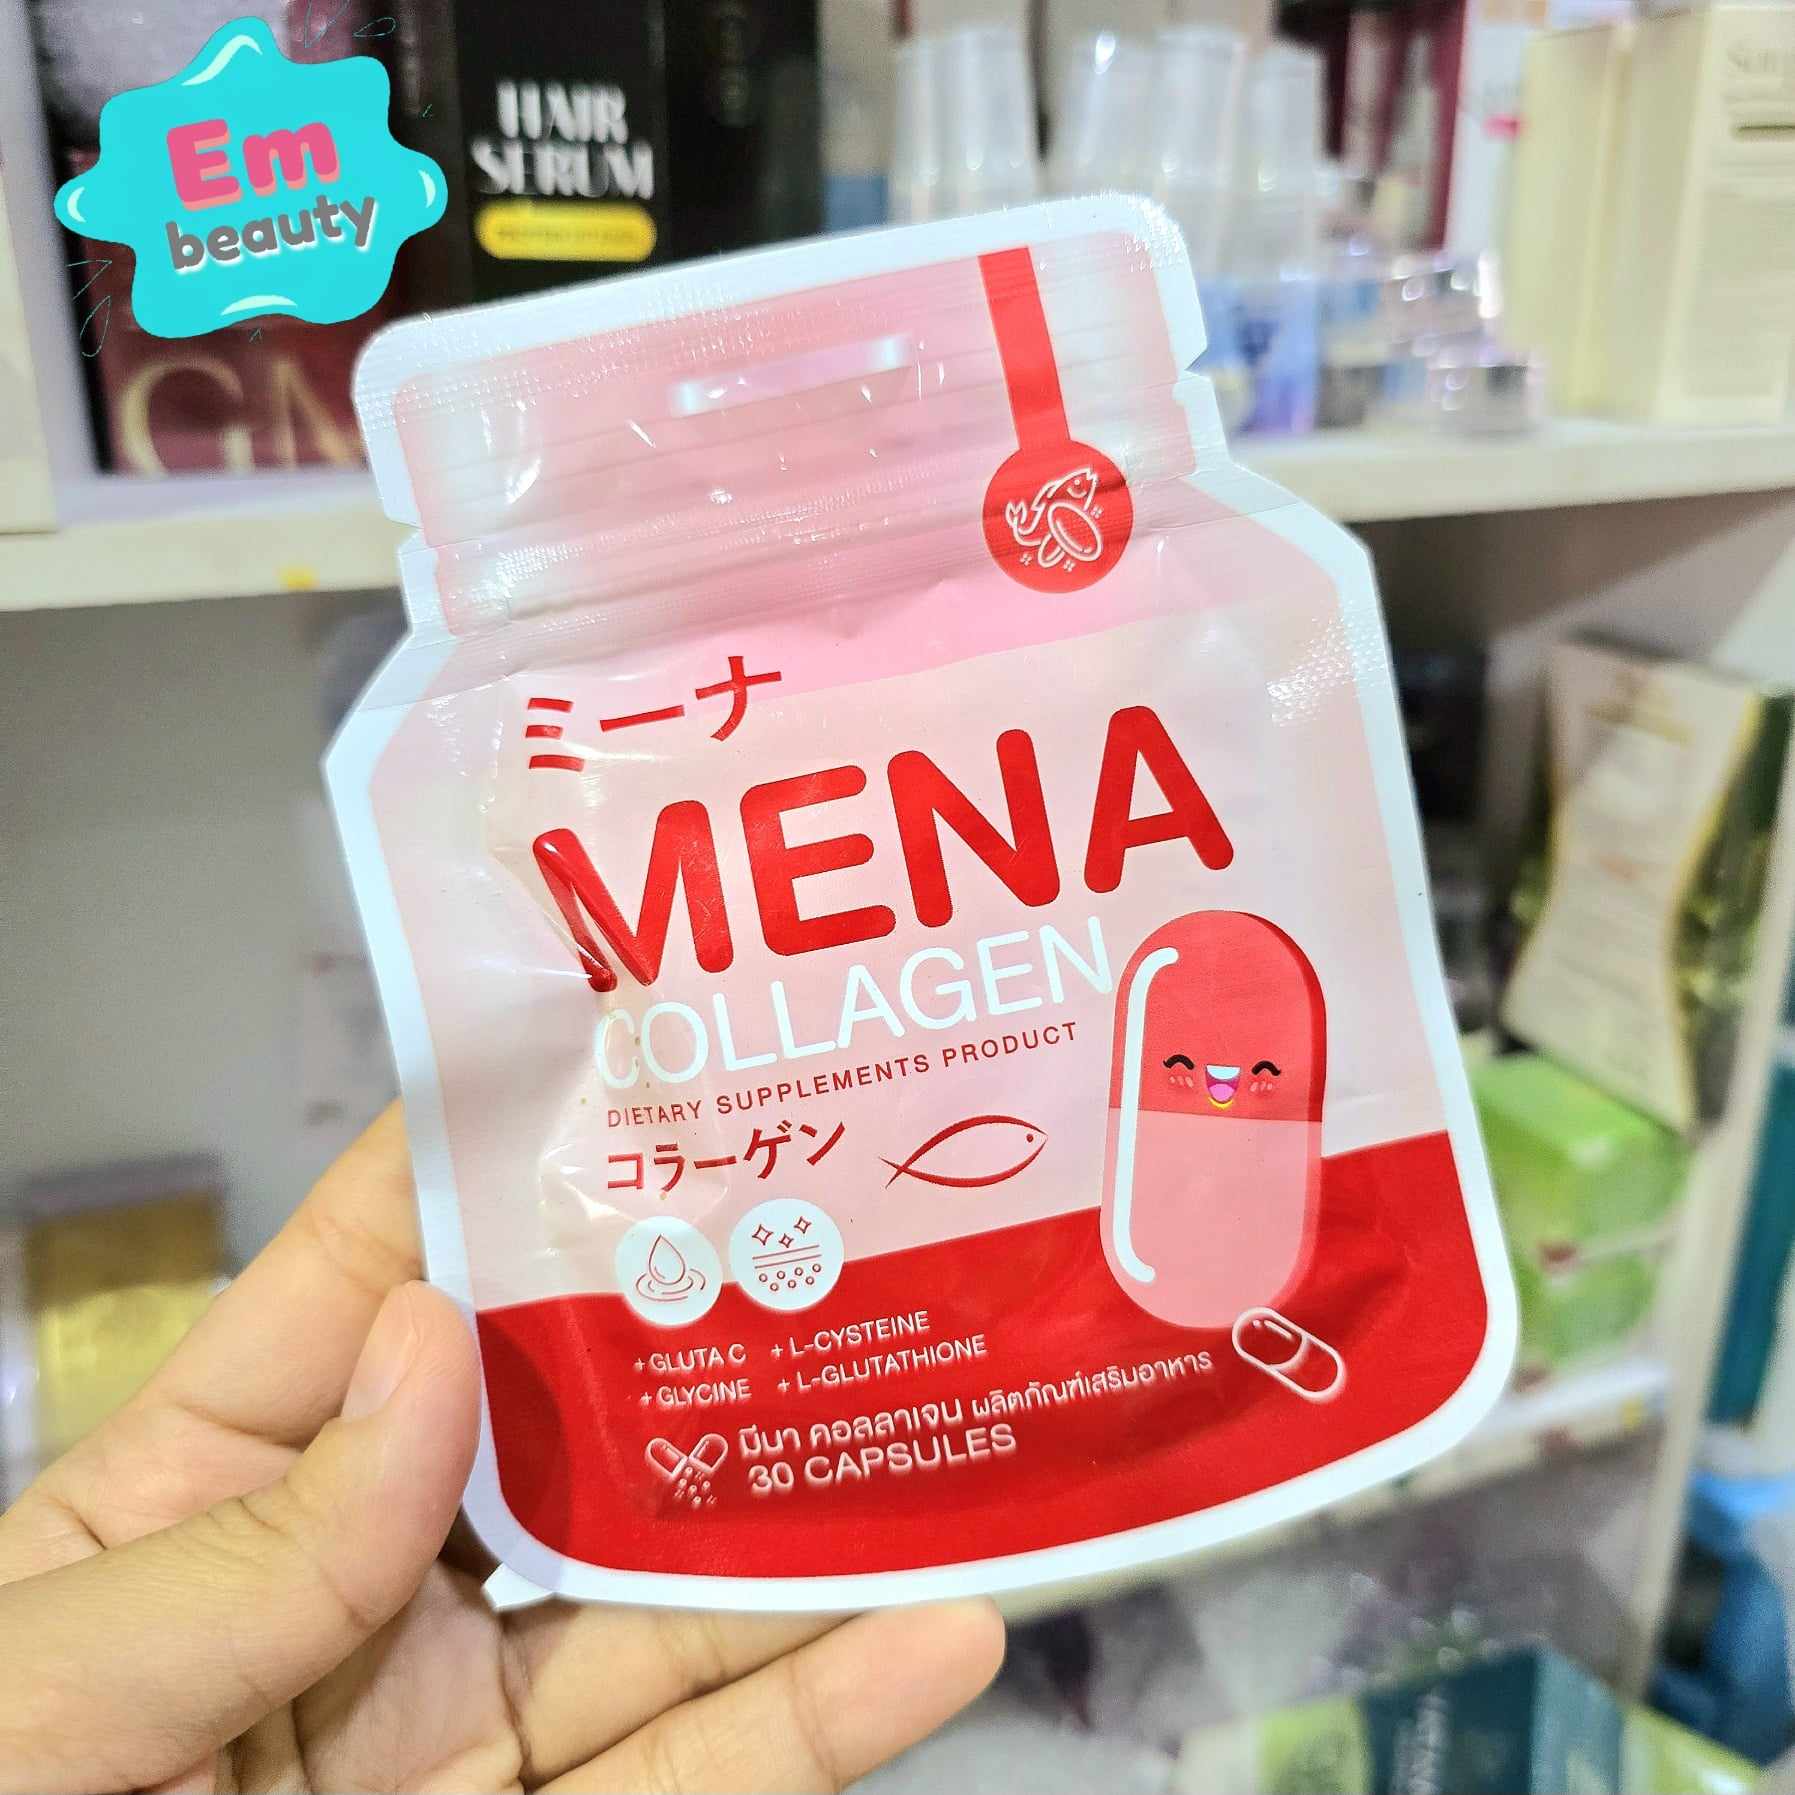 Em
beauty
HAIR
SERUM
GM
ミーナ
MENA
COLLAGEN
DIETARY SUPPLEMENTS PRODUCT
コラーゲン
+ GLUTA C + L-CYSTEINE
+ GLYCINE + L-GLUTATHIONE
มีนา คอลลาเจน ผลิตภัณฑ์เสริมอาหาร
30 CAPSULES